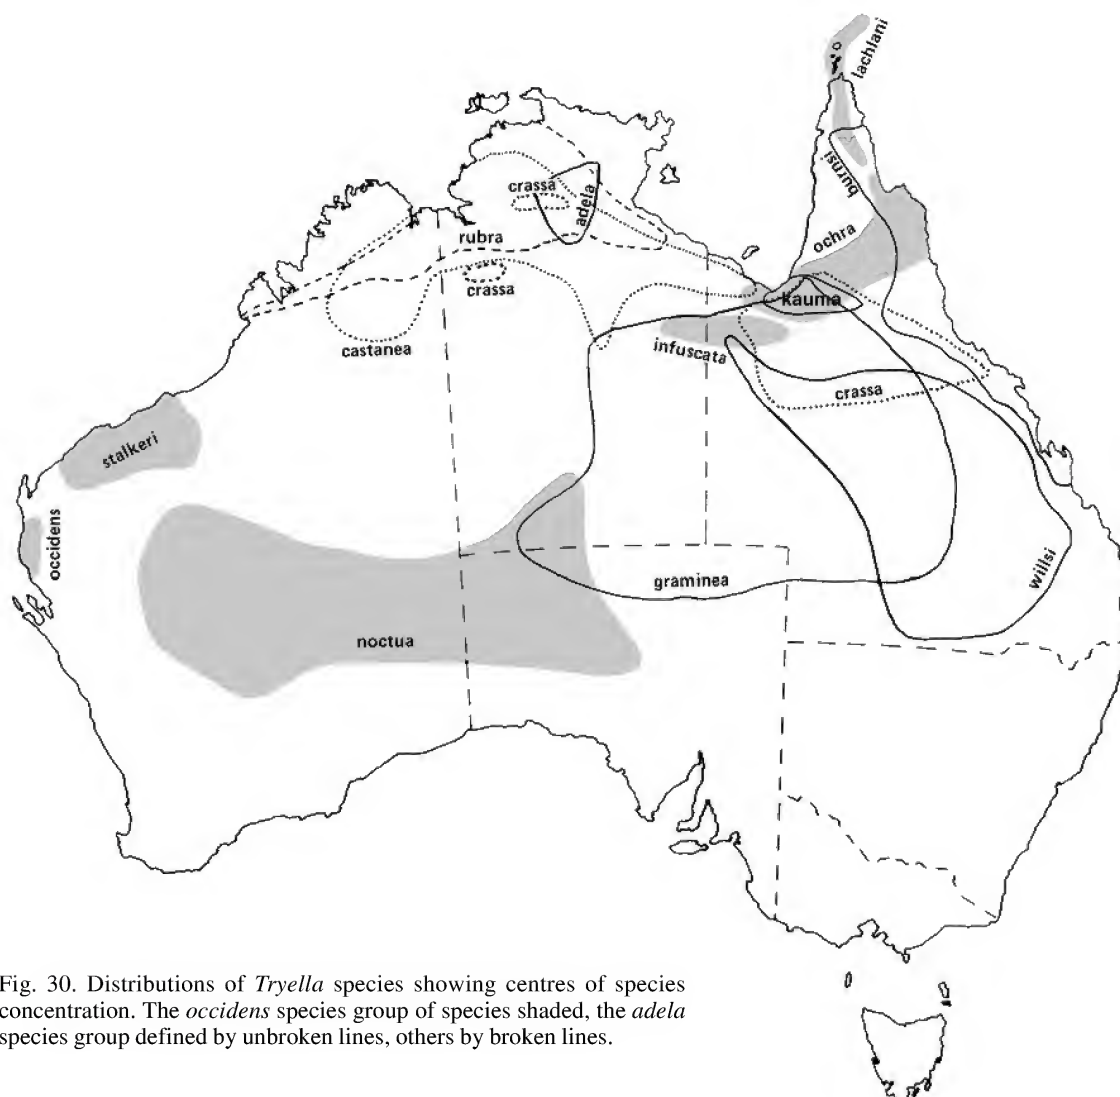 lachlani
burnsi
crassa
adela
ochra
rubra
crassa
kauma
castanea
infuscata
crassa
stalkeri
occidens
graminea
willsi
noctua
Fig. 30. Distributions of Tryella species showing centres of species
concentration. The occidens species group of species shaded, the adela
species group defined by unbroken lines, others by broken lines.